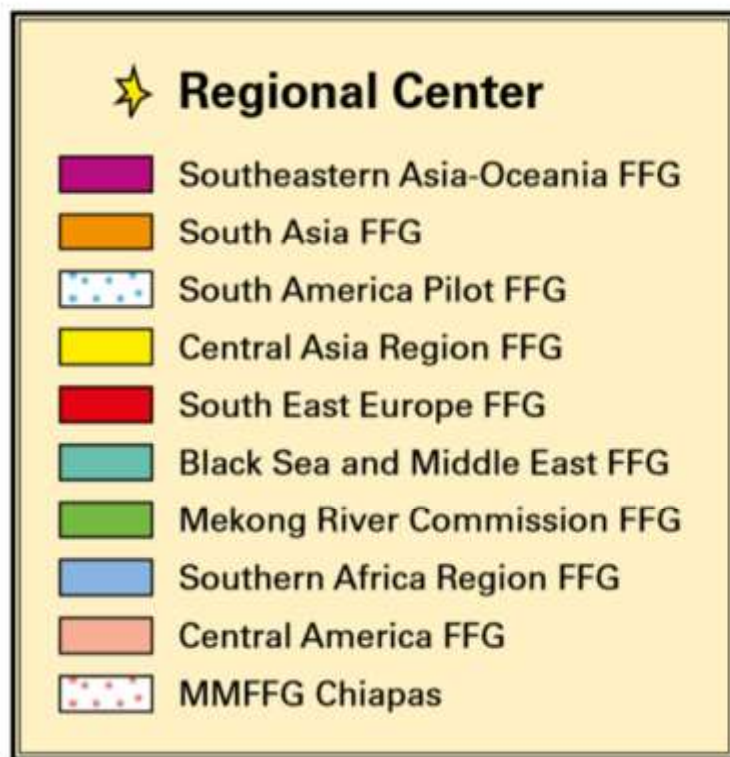 Regional Center
Southeastern Asia-Oceania FFG
South Asia FFG
South America Pilot FFG
Central Asia Region FFG
South East Europe FFG
Black Sea and Middle East FFG
Mekong River Commission FFG
Southern Africa Region FFG
Central America FFG
MMFFG Chiapas